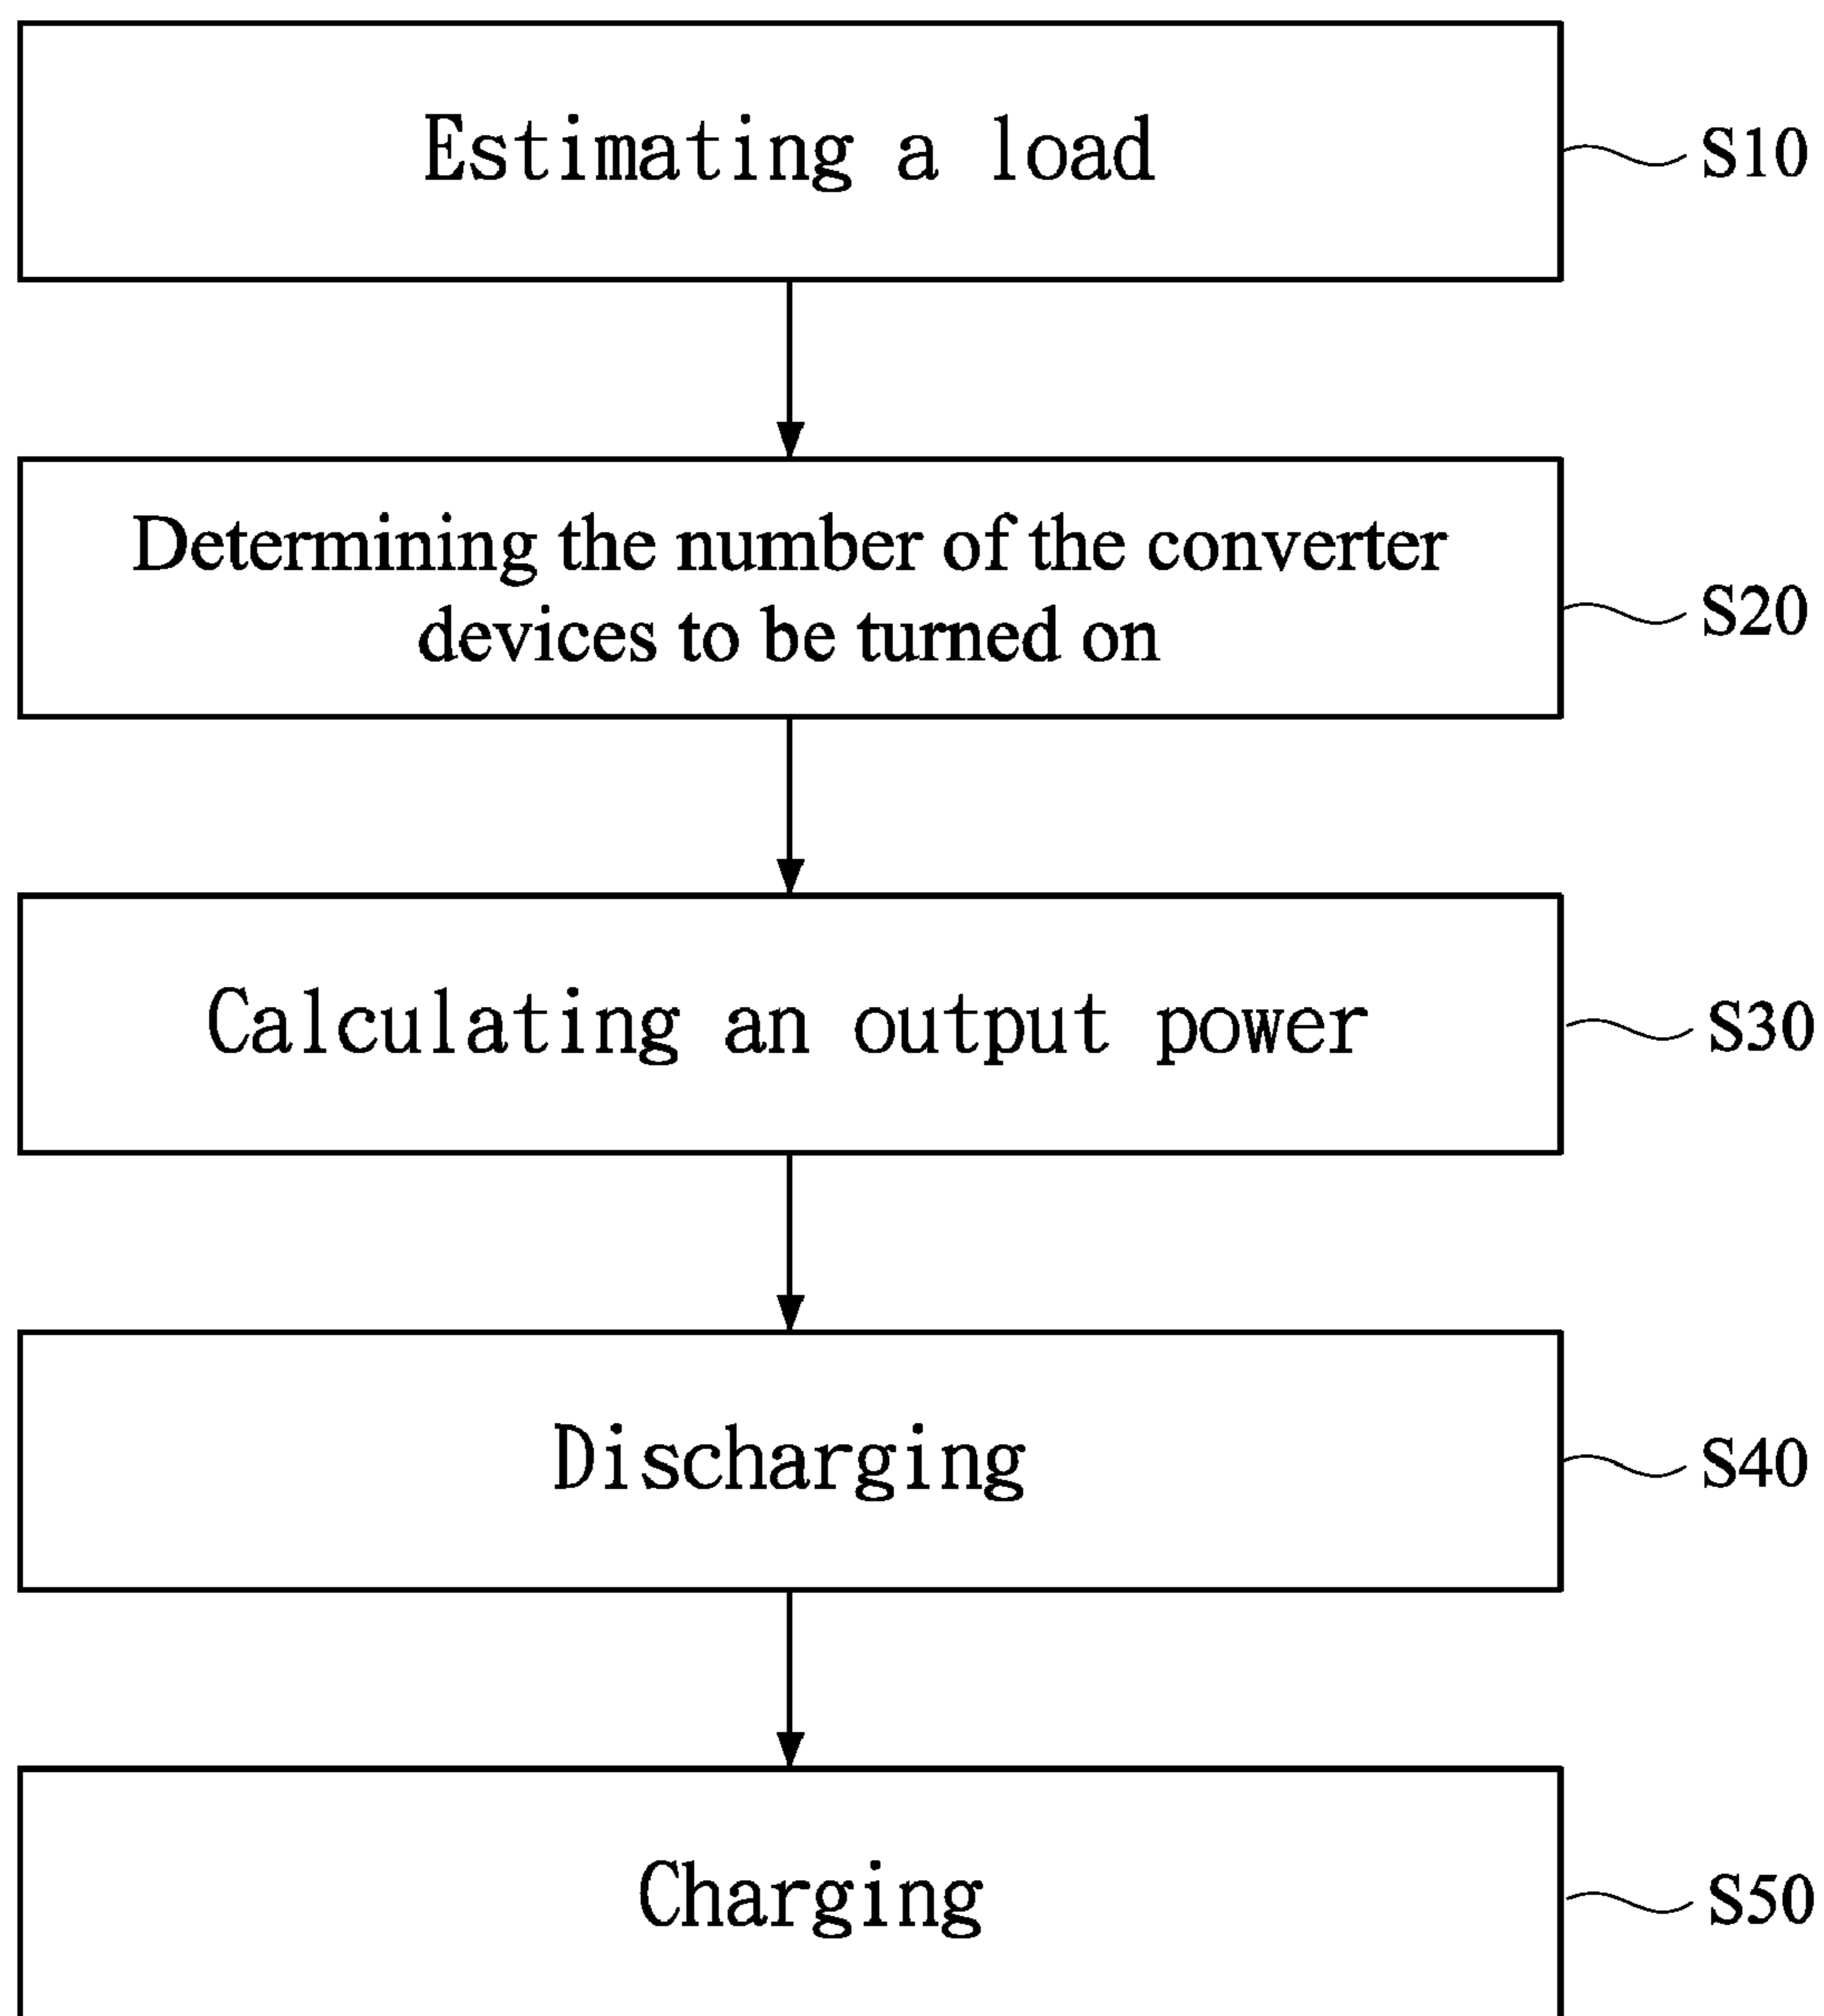 Estimating a load
S10
Determining the number of the converter
devices to be turned on
S20
Calculating an output power
S30
Discharging
S40
Charging
S50